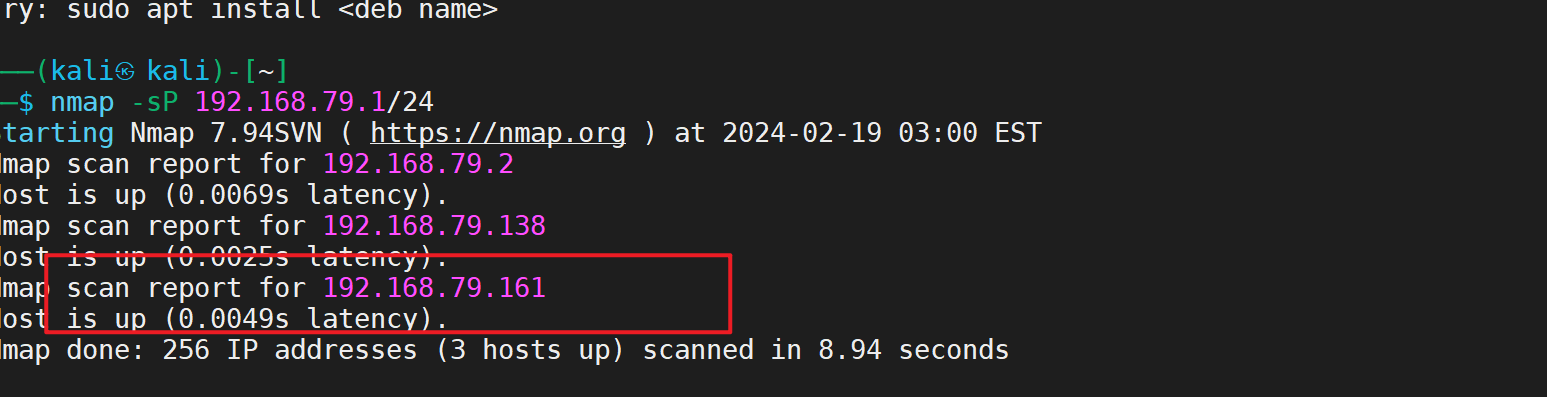 ry: sudo apt install <deb name>
──(kali㉿ kali)-[~]
─$ nmap -sP 192.168.79.1/24
tarting Nmap 7.94SVN ( https://nmap.org ) at 2024-02-19 03:00 EST
map scan report for 192.168.79.2
ost is up (0.0069s latency).
map scan report for 192.168.79.138
ost is up (0.0025s latency).
map scan report for 192.168.79.161
ost is up (0.0049s latency).
map done: 256 IP addresses (3 hosts up) scanned in 8.94 seconds